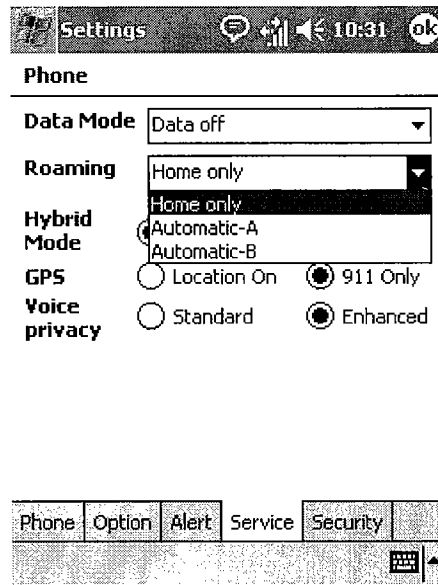 Settings 10:31 ok
Phone
Data Mode Data off
Roaming Home only
Home only
Hybrid Mode Automatic-A
Automatic-B
GPS Location On 911 Only
Voice privacy Standard Enhanced
Phone Option Alert Service Security